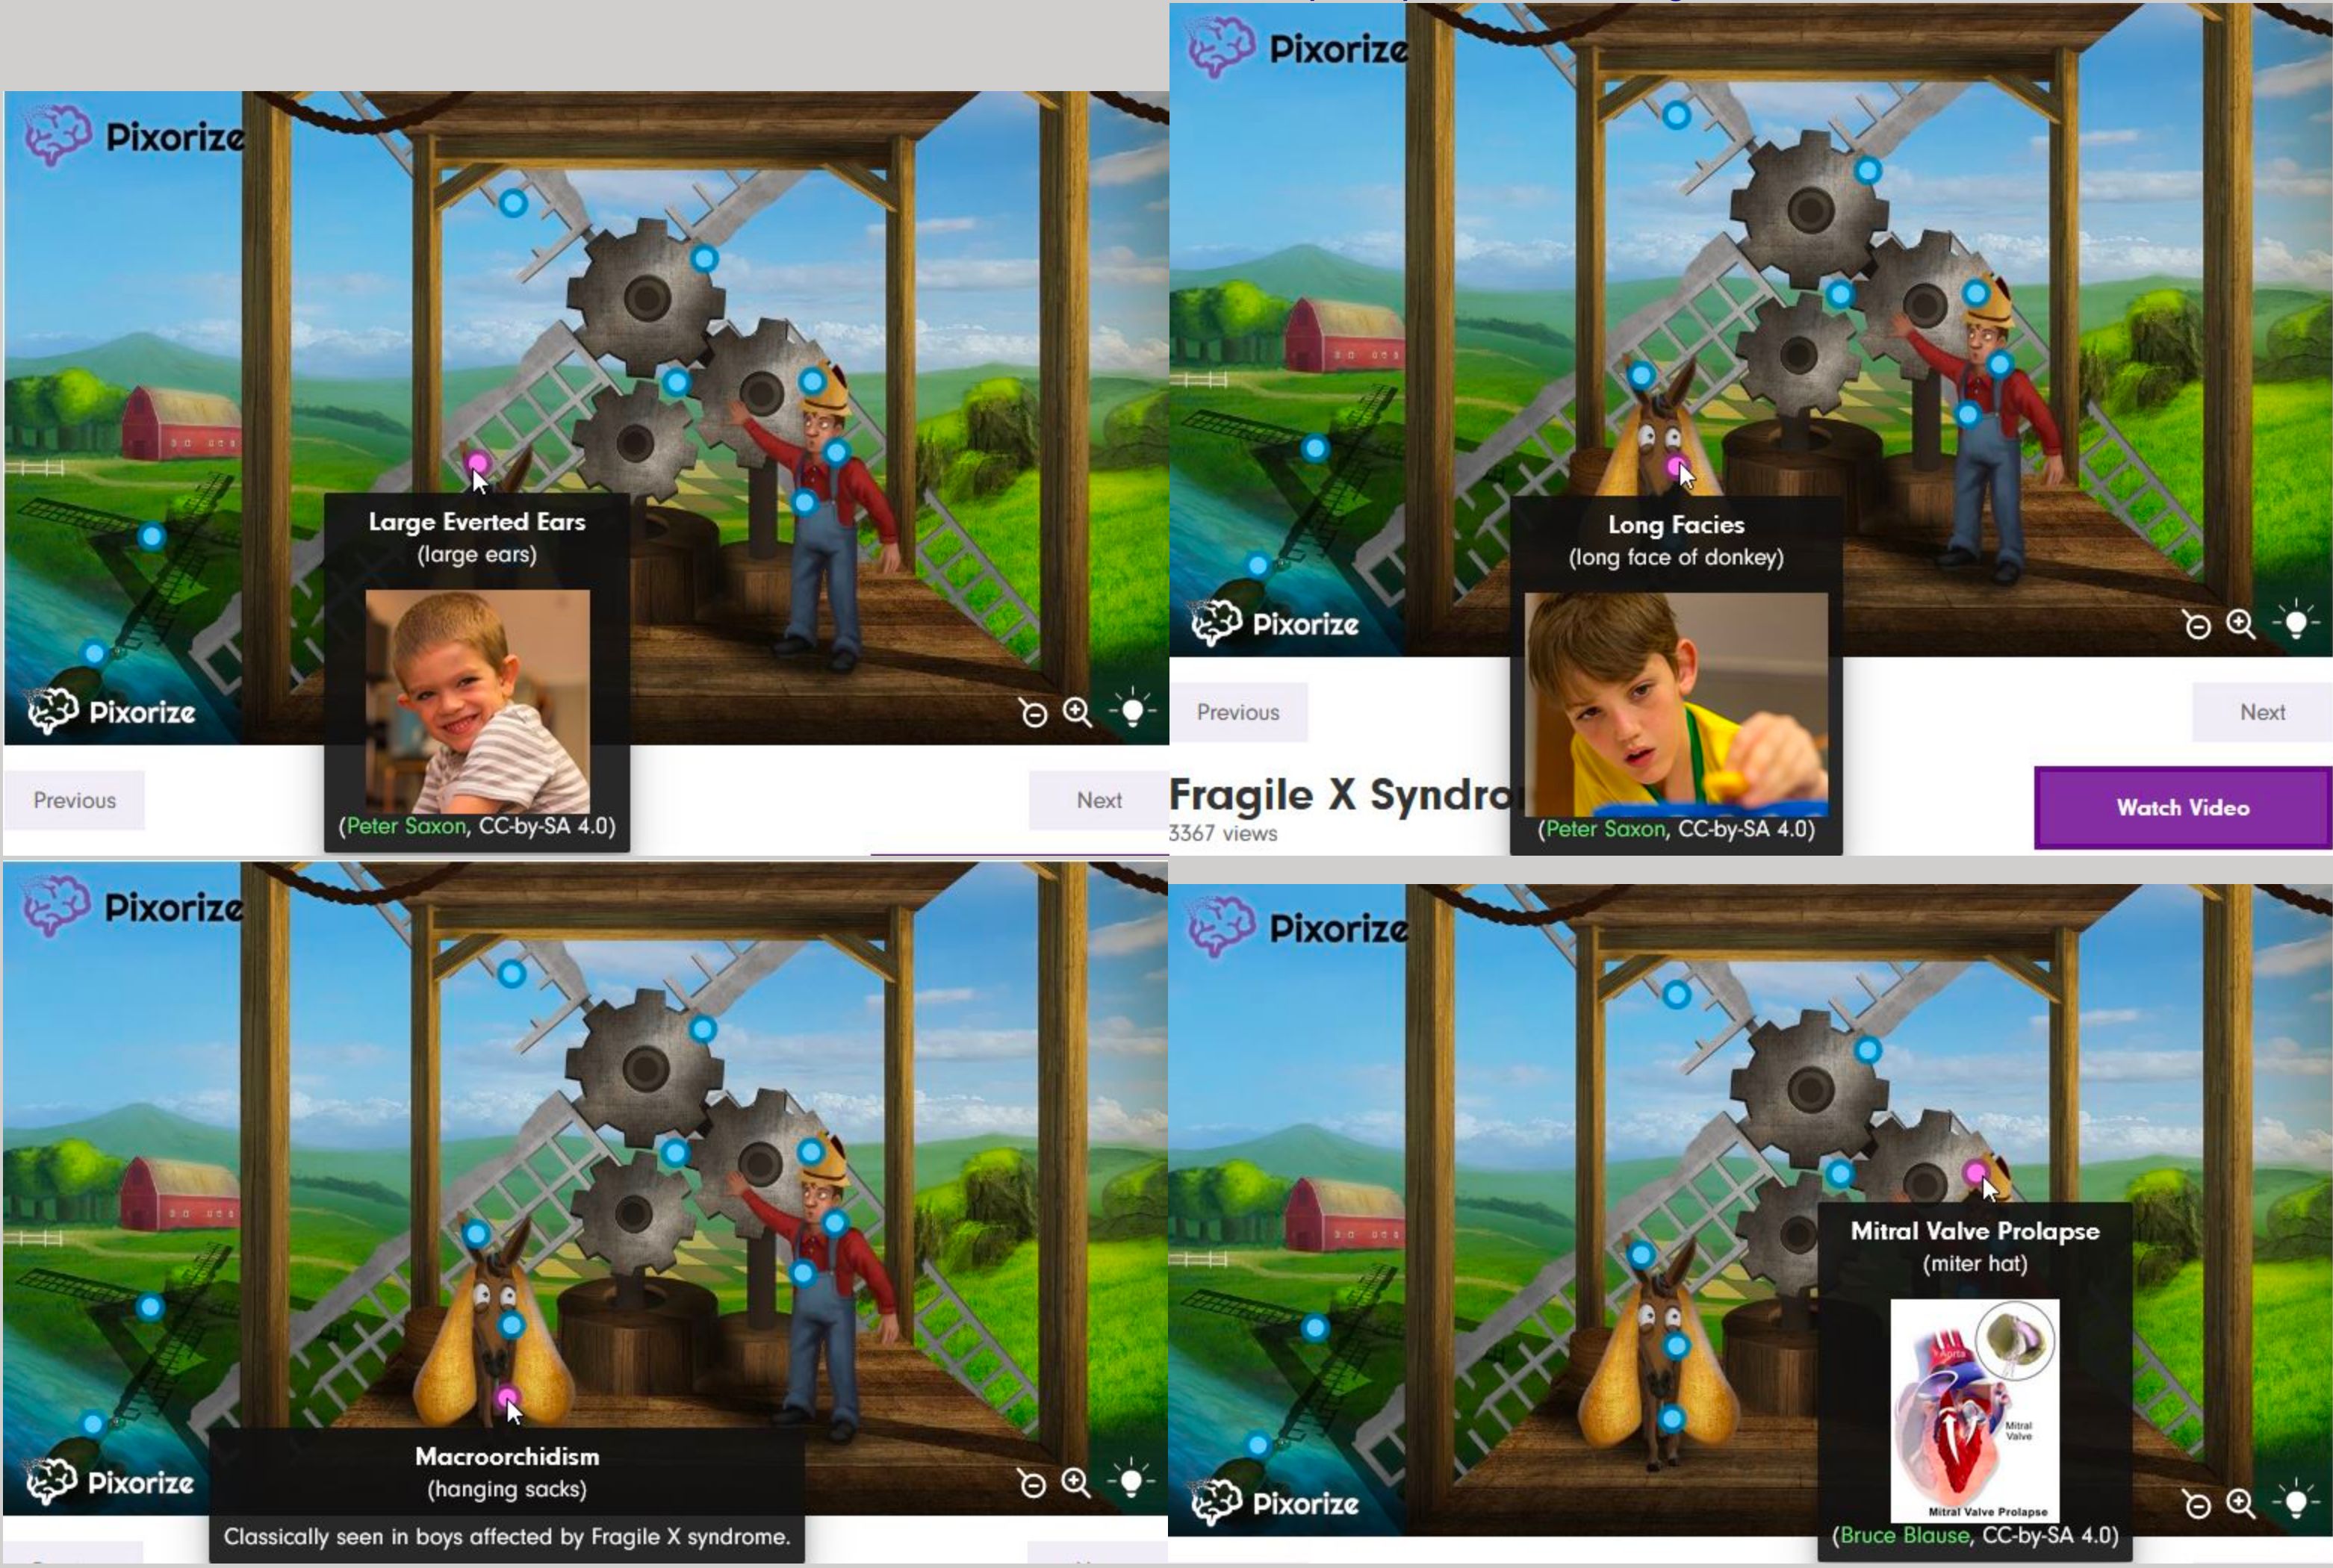 Pixorize
Large Everted Ears
(large ears)
(Peter Saxon, CC-by-SA 4.0)
Pixorize
Previous
Next
Pixorize
Long Facies
(long face of donkey)
(Peter Saxon, CC-by-SA 4.0)
Pixorize
Previous
Next
Fragile X Syndro
3367 views
Watch Video
Pixorize
Macroorchidism
(hanging sacks)
Classically seen in boys affected by Fragile X syndrome.
Pixorize
Pixorize
Mitral Valve Prolapse
(miter hat)
Aorta
Mitral
Valve
Mitral Valve Prolapse
(Bruce Blause, CC-by-SA 4.0)
Pixorize